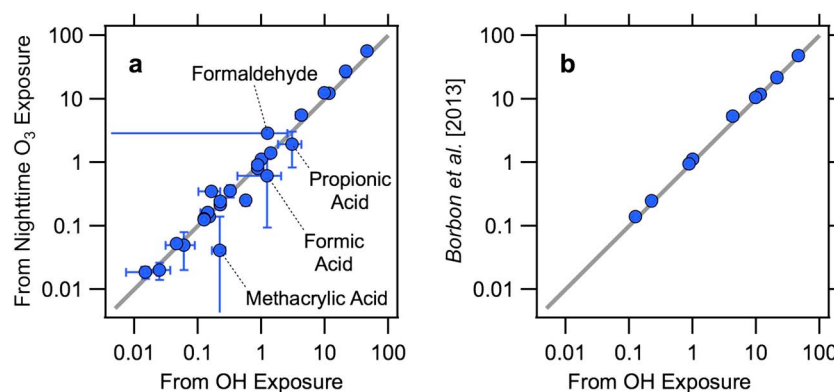 a
From Nighttime O₃ Exposure
100
10
1
0.1
0.01
Formaldehyde
Propionic
Acid
Formic
Acid
Methacrylic Acid
0.01 0.1 1 10 100
From OH Exposure
b
Borbon et al. [2013]
100
10
1
0.1
0.01
0.01 0.1 1 10 100
From OH Exposure